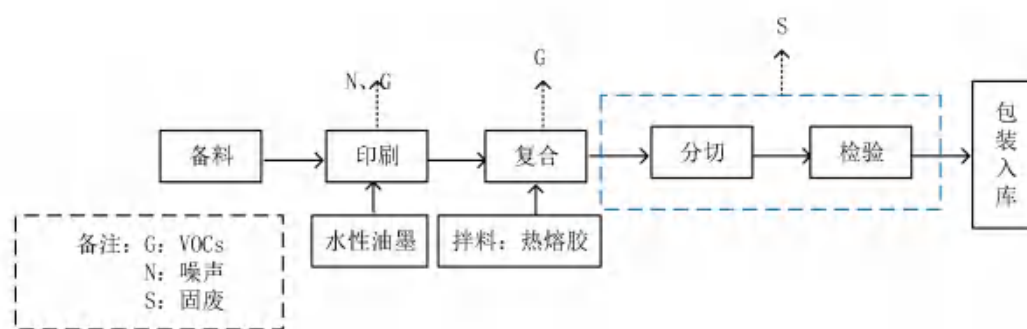 S
G
N、G
备料
印刷
复合
分切
检验
包装入库
水性油墨
拌料：热熔胶
备注：G：VOCs
N：噪声
S：固废